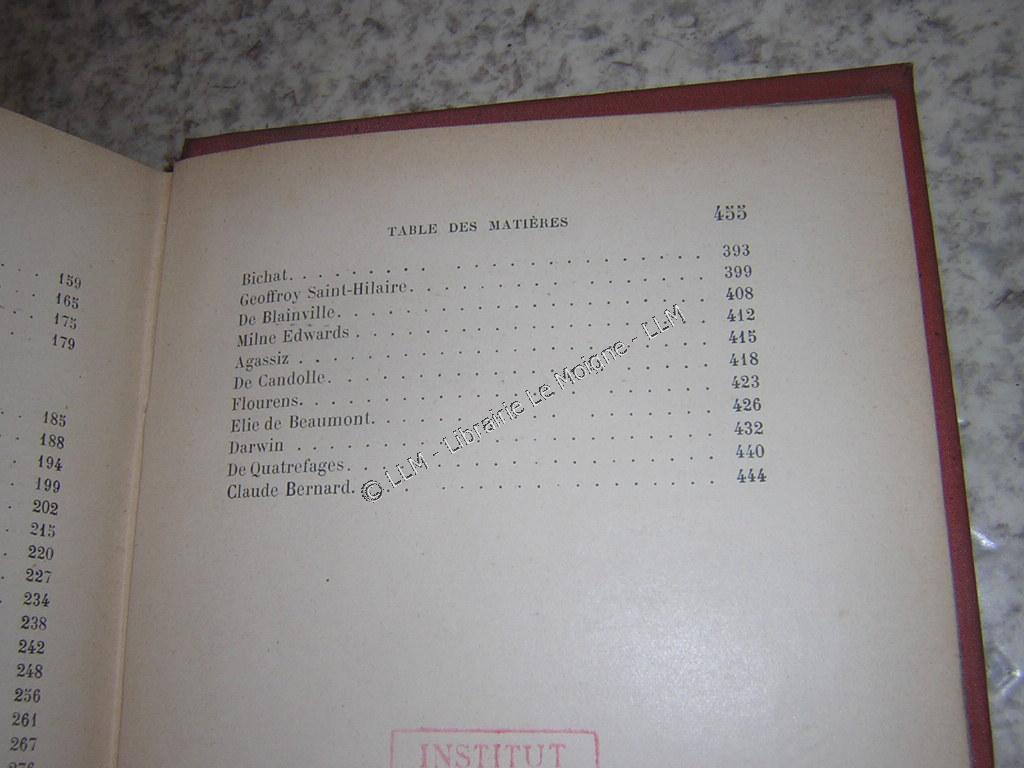 159
165
175
179
185
188
194
199
202
215
220
227
234
238
242
248
256
261
267
TABLE DES MATIÈRES 455
Bichat. . . . . . . . . . . . . . . . . . . . 393
Geoffroy Saint-Hilaire. . . . . . . . . . . . . . 399
De Blainville. . . . . . . . . . . . . . . . . . 408
Milne Edwards . . . . . . . . . . . . . . . . . 412
Agassiz . . . . . . . . . . . . . . . . . . . . 415
De Candolle. . . . . . . . . . . . . . . . . . . 418
Flourens. . . . . . . . . . . . . . . . . . . . 423
Elie de Beaumont. . . . . . . . . . . . . . . . 426
Darwin . . . . . . . . . . . . . . . . . . . . 432
De Quatrefages. . . . . . . . . . . . . . . . . 440
Claude Bernard. . . . . . . . . . . . . . . . . 444
© LLM - Librairie Le Moigne - LLM
INSTITUT